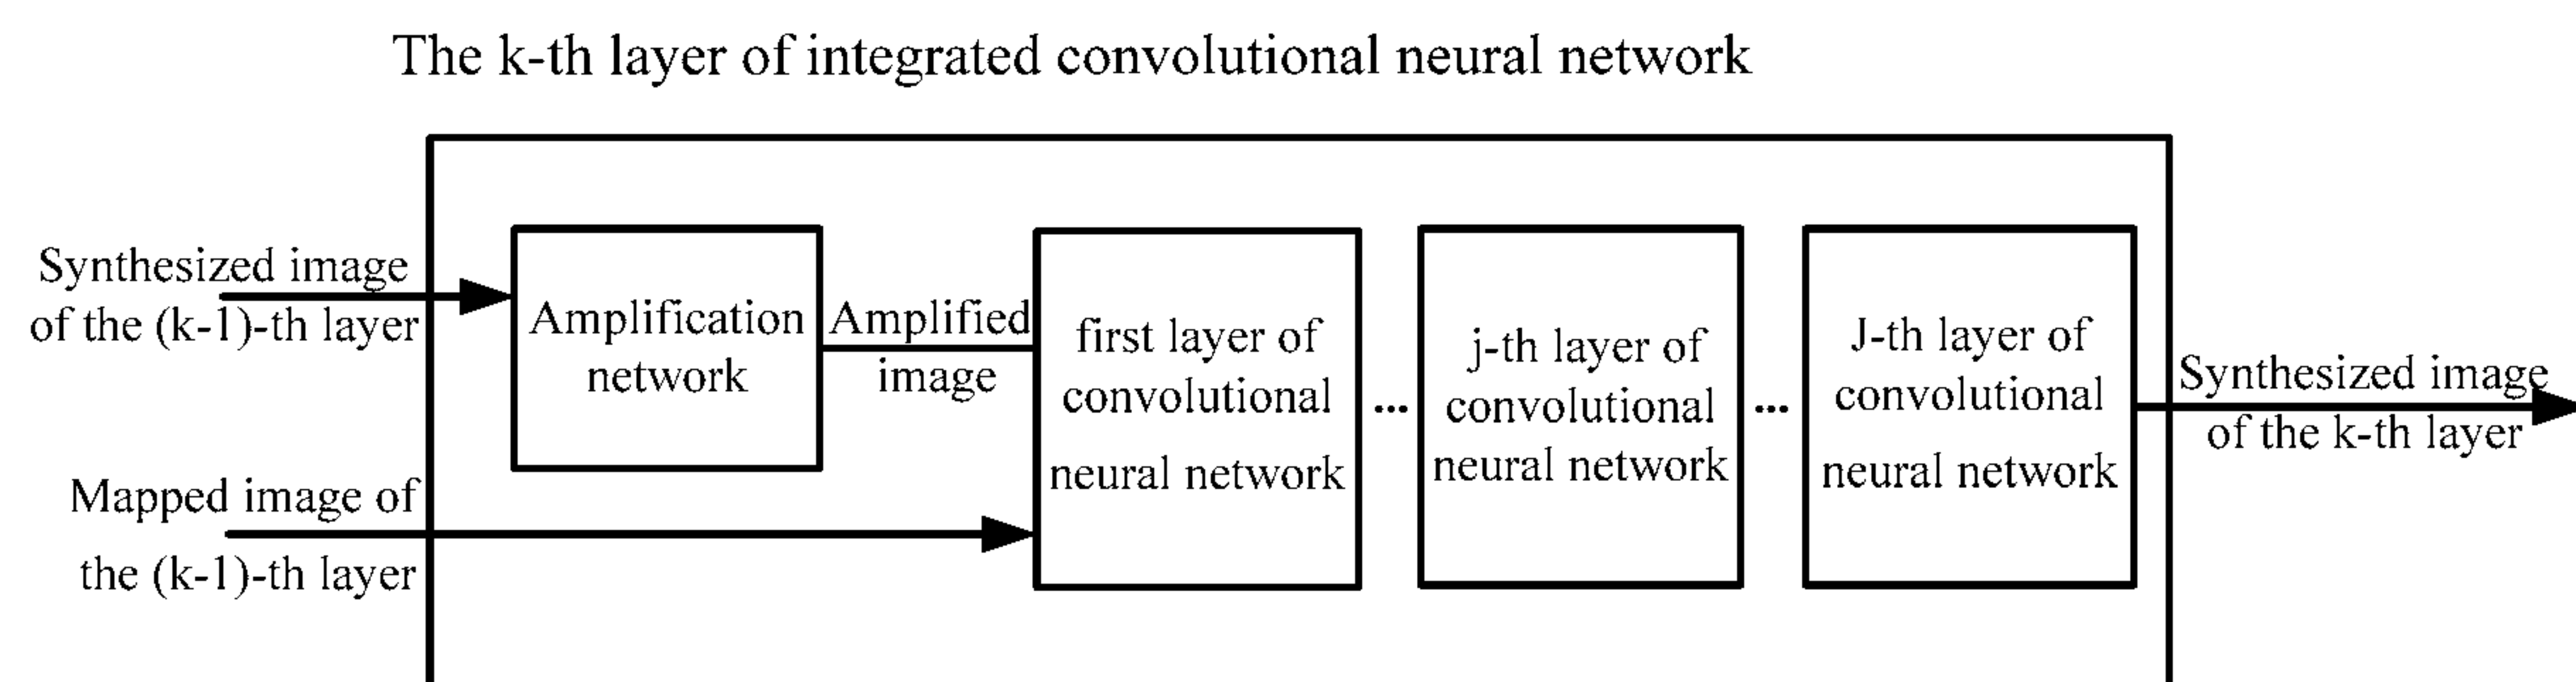 The k-th layer of integrated convolutional neural network
Synthesized image
of the (k-1)-th layer
Mapped image of
the (k-1)-th layer
Amplification
network
Amplified
image
first layer of
convolutional
neural network
...
j-th layer of
convolutional
neural network
...
J-th layer of
convolutional
neural network
Synthesized image
of the k-th layer